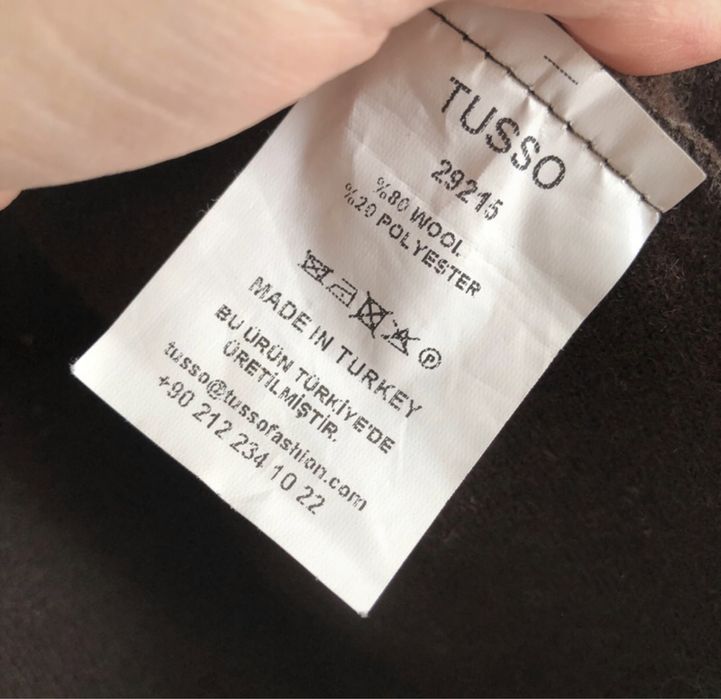 TUSSO
29215
%80 WOOL
%20 POLYESTER
P
MADE IN TURKEY
BU ÜRÜN TÜRKİYE'DE
ÜRETİLMİŞTİR.
tusso@tussofashion.com
+90 212 234 10 22